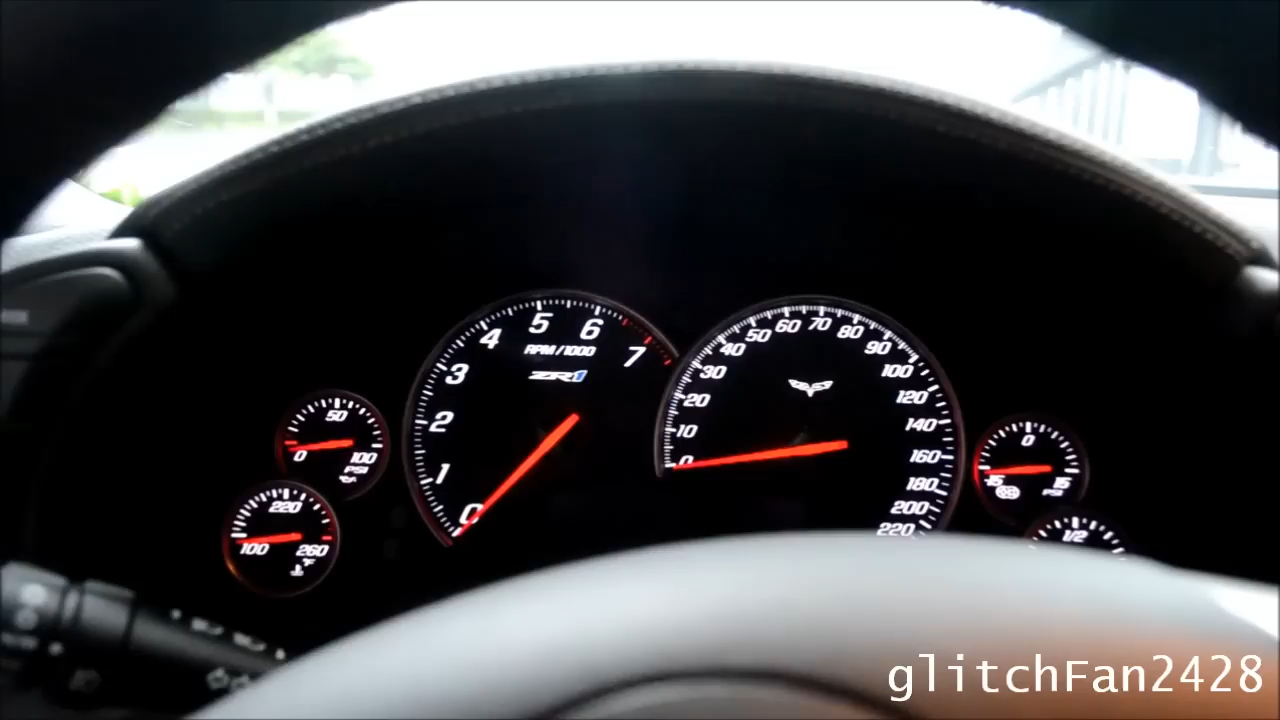 0 1 2 3 4 5 6 7
RPM/1000
ZR1
0 10 20 30 40 50 60 70 80 90 100 120 140 160 180 200 220
0 50 100
PSI
100 220 260
°F
-15 0 15
PSI
1/2
glitchFan2428